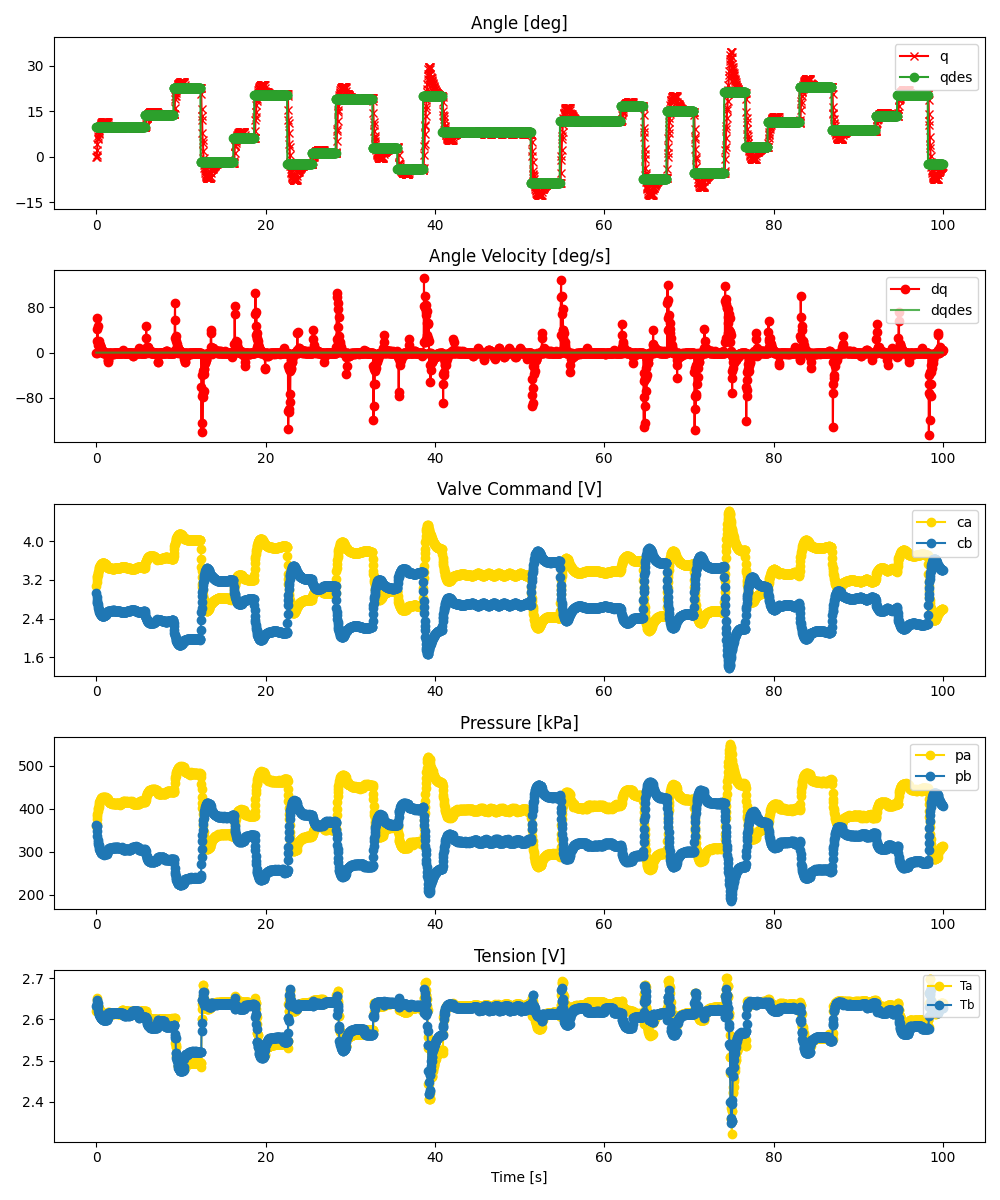 Angle [deg]
30
15
0
−15
q
qdes
0 20 40 60 80 100
Angle Velocity [deg/s]
80
0
−80
dq
dqdes
0 20 40 60 80 100
Valve Command [V]
4.0
3.2
2.4
1.6
ca
cb
0 20 40 60 80 100
Pressure [kPa]
500
400
300
200
pa
pb
0 20 40 60 80 100
Tension [V]
2.7
2.6
2.5
2.4
Ta
Tb
0 20 40 60 80 100
Time [s]